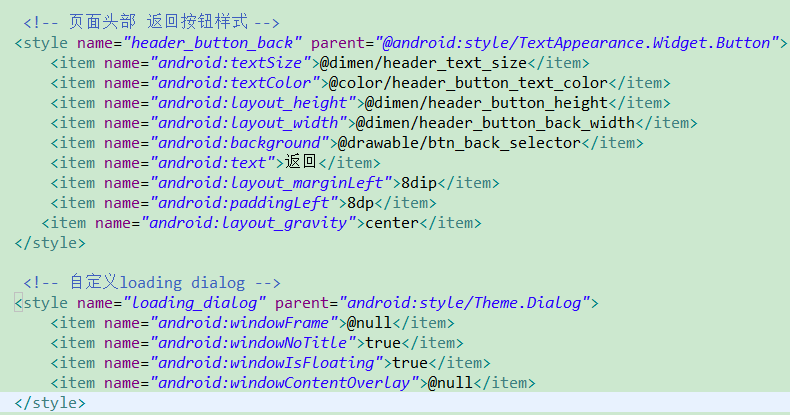 <!-- 页面头部 返回按钮样式 -->
<style name="header_button_back" parent="@android:style/TextAppearance.Widget.Button">
<item name="android:textSize">@dimen/header_text_size</item>
<item name="android:textColor">@color/header_button_text_color</item>
<item name="android:layout_height">@dimen/header_button_height</item>
<item name="android:layout_width">@dimen/header_button_back_width</item>
<item name="android:background">@drawable/btn_back_selector</item>
<item name="android:text">返回</item>
<item name="android:layout_marginLeft">8dip</item>
<item name="android:paddingLeft">8dp</item>
<item name="android:layout_gravity">center</item>
</style>
<!-- 自定义loading dialog -->
<style name="loading_dialog" parent="android:style/Theme.Dialog">
<item name="android:windowFrame">@null</item>
<item name="android:windowNoTitle">true</item>
<item name="android:windowIsFloating">true</item>
<item name="android:windowContentOverlay">@null</item>
</style>